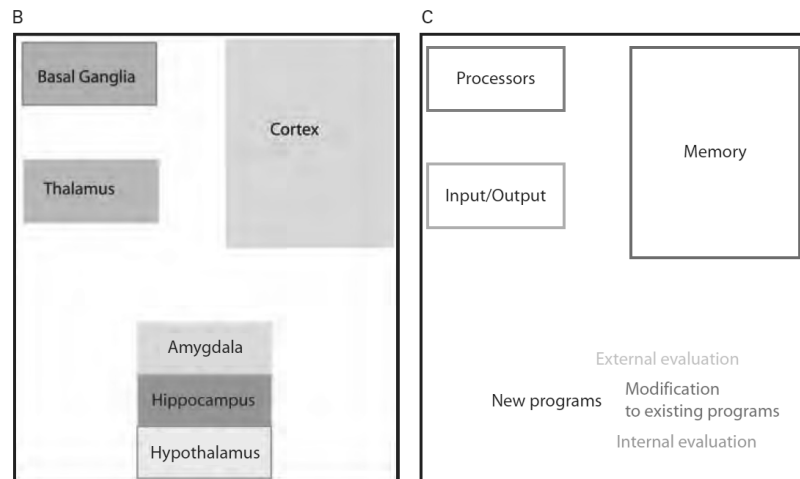 B
Basal Ganglia
Cortex
Thalamus
Amygdala
Hippocampus
Hypothalamus
C
Processors
Memory
Input/Output
External evaluation
New programs
Modification
to existing programs
Internal evaluation